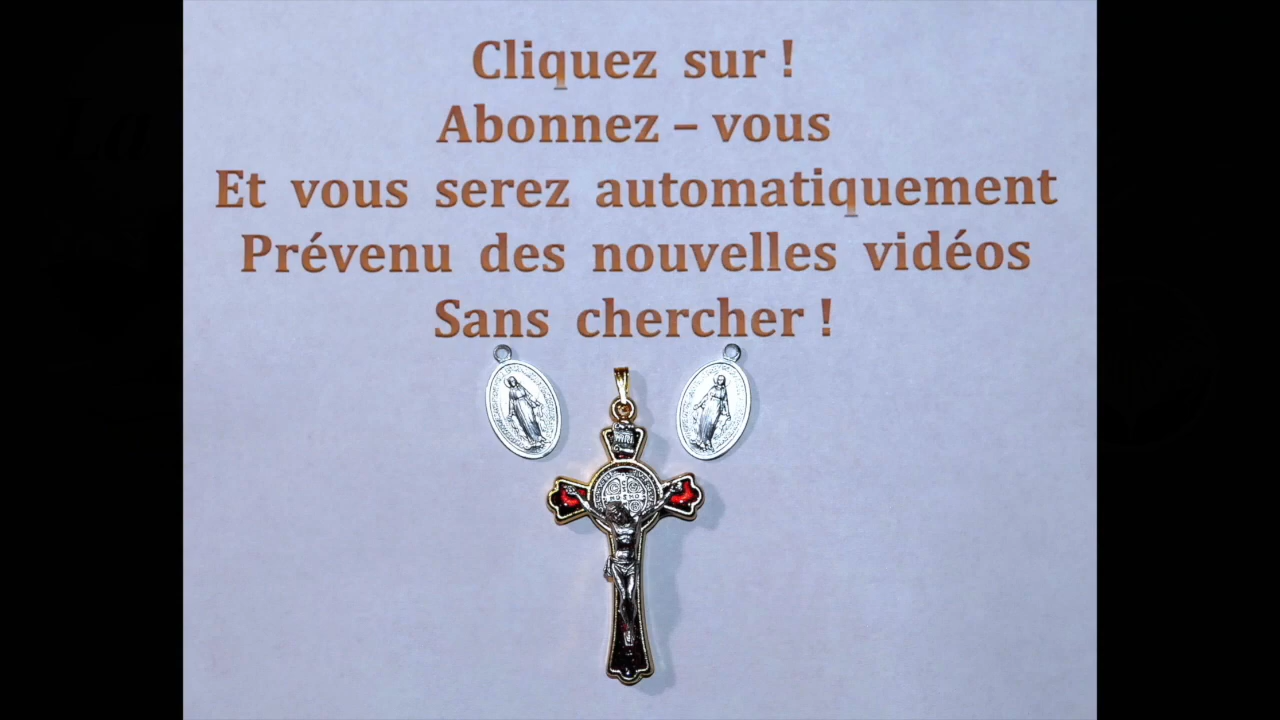 Cliquez sur !
Abonnez – vous
Et vous serez automatiquement
Prévenu des nouvelles vidéos
Sans chercher !